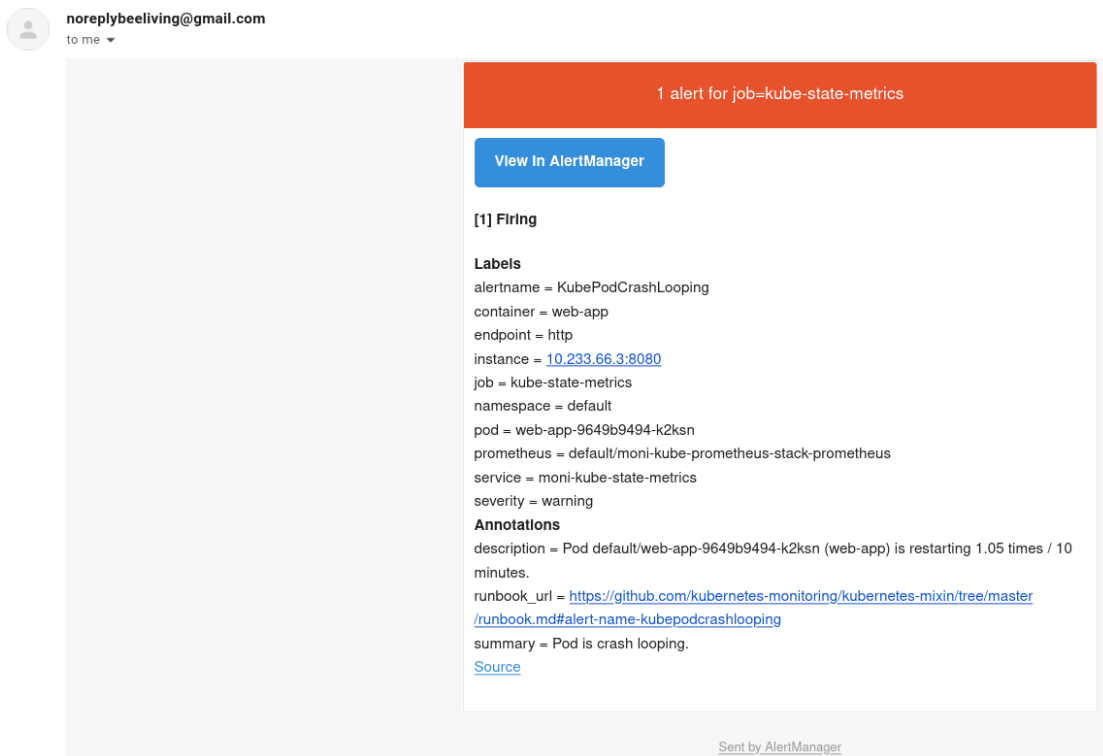 noreplybeeliving@gmail.com
to me
1 alert for job=kube-state-metrics
View in AlertManager
[1] Firing
Labels
alertname = KubePodCrashLooping
container = web-app
endpoint = http
instance = 10.233.66.3:8080
job = kube-state-metrics
namespace = default
pod = web-app-9649b9494-k2ksn
prometheus = default/moni-kube-prometheus-stack-prometheus
service = moni-kube-state-metrics
severity = warning
Annotations
description = Pod default/web-app-9649b9494-k2ksn (web-app) is restarting 1.05 times / 10
minutes.
runbook_url = https://github.com/kubernetes-monitoring/kubernetes-mixin/tree/master
/runbook.md#alert-name-kubepodcrashlooping
summary = Pod is crash looping.
Source
Sent by AlertManager